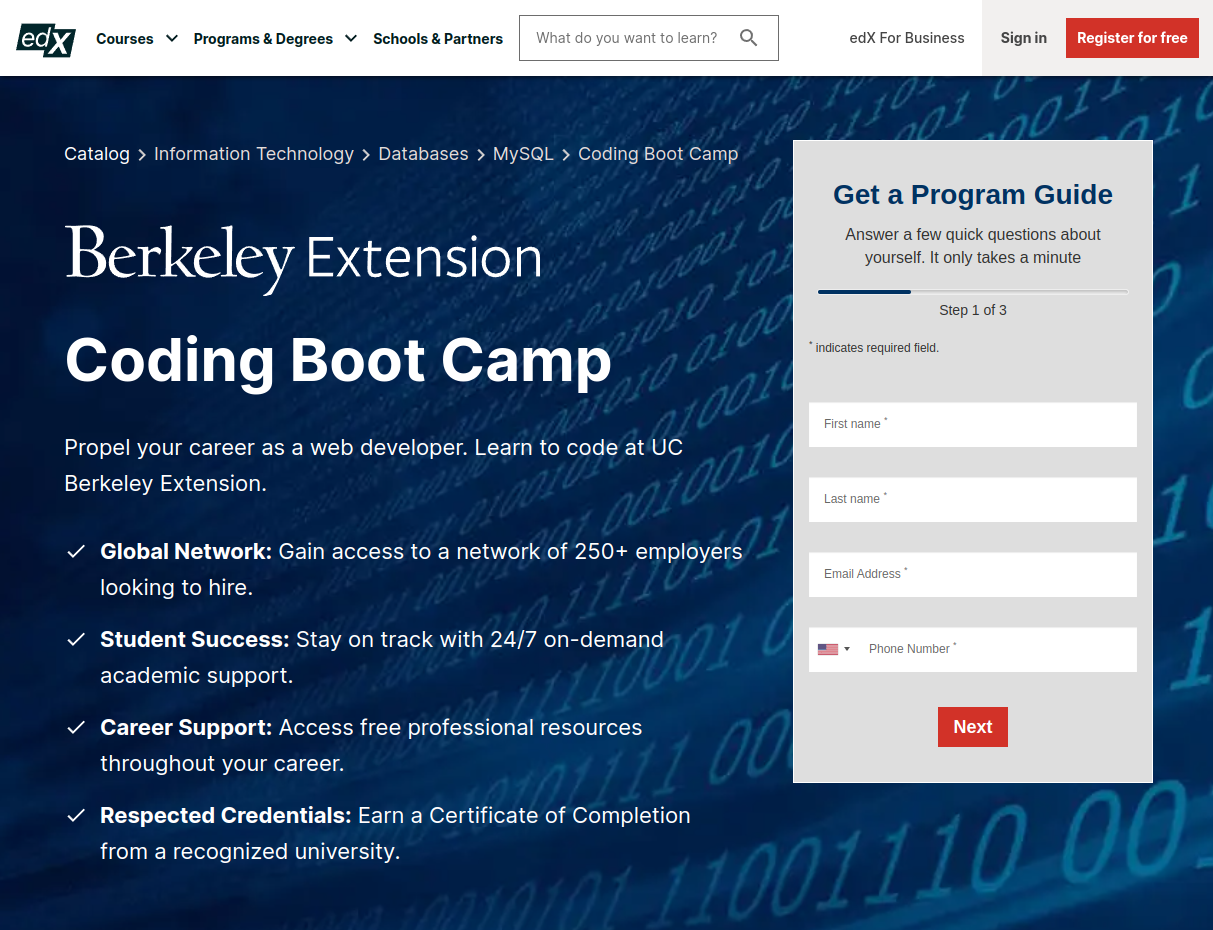 edX
Courses
Programs & Degrees
Schools & Partners
What do you want to learn?
edX For Business
Sign in
Register for free
Catalog > Information Technology > Databases > MySQL > Coding Boot Camp
Berkeley Extension
Coding Boot Camp
Propel your career as a web developer. Learn to code at UC
Berkeley Extension.
Global Network: Gain access to a network of 250+ employers
looking to hire.
Student Success: Stay on track with 24/7 on-demand
academic support.
Career Support: Access free professional resources
throughout your career.
Respected Credentials: Earn a Certificate of Completion
from a recognized university.
Get a Program Guide
Answer a few quick questions about
yourself. It only takes a minute
Step 1 of 3
* indicates required field.
First name *
Last name *
Email Address *
Phone Number *
Next